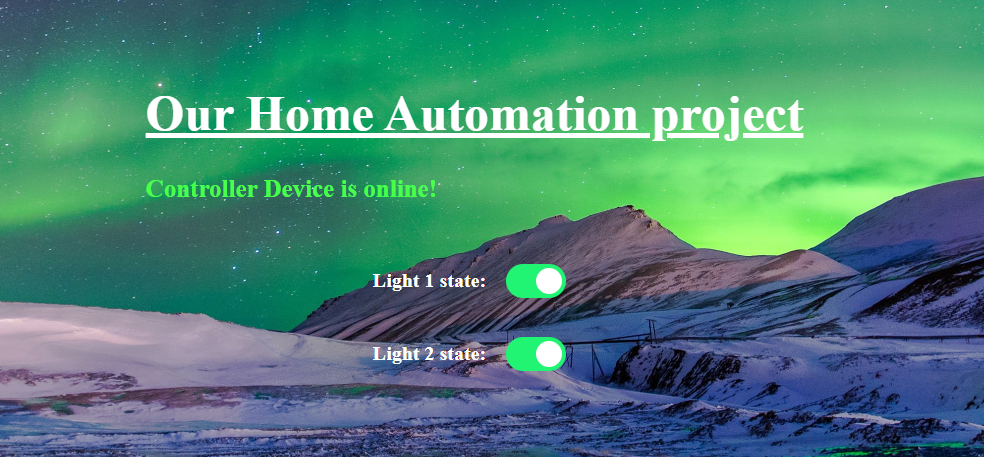 Our Home Automation project
Controller Device is online!
Light 1 state:
Light 2 state: